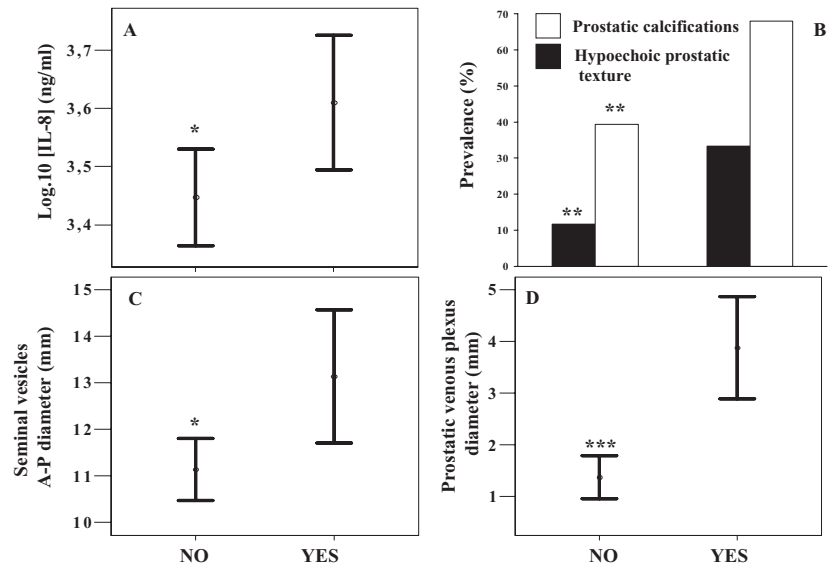 A
Log.10 [IL-8] (ng/ml)
3,7
3,6
3,5
3,4
*
B
Prevalence (%)
70
60
50
40
30
20
10
0
Prostatic calcifications
Hypoechoic prostatic
texture
**
**
C
Seminal vesicles
A-P diameter (mm)
15
14
13
12
11
10
*
NO
YES
D
Prostatic venous plexus
diameter (mm)
5
4
3
2
1
***
NO
YES